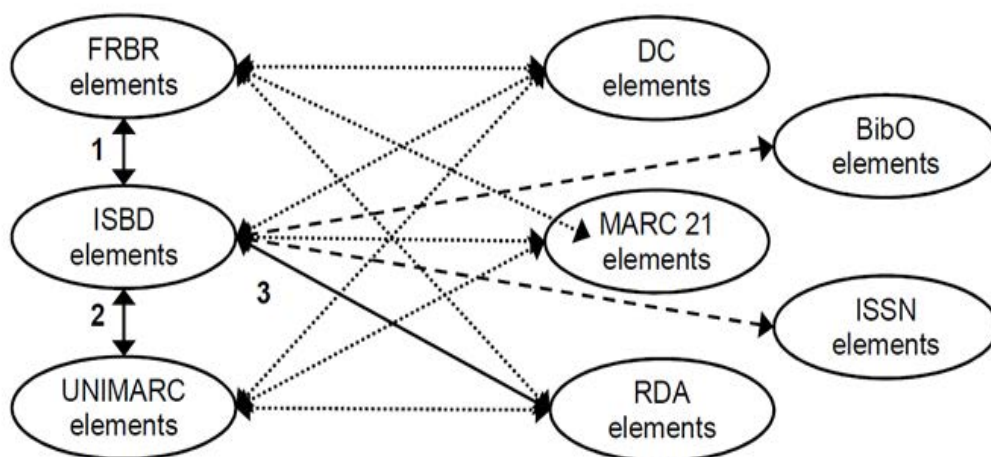 FRBR
elements
DC
elements
BibO
elements
1
ISBD
elements
MARC 21
elements
3
2
ISSN
elements
UNIMARC
elements
RDA
elements